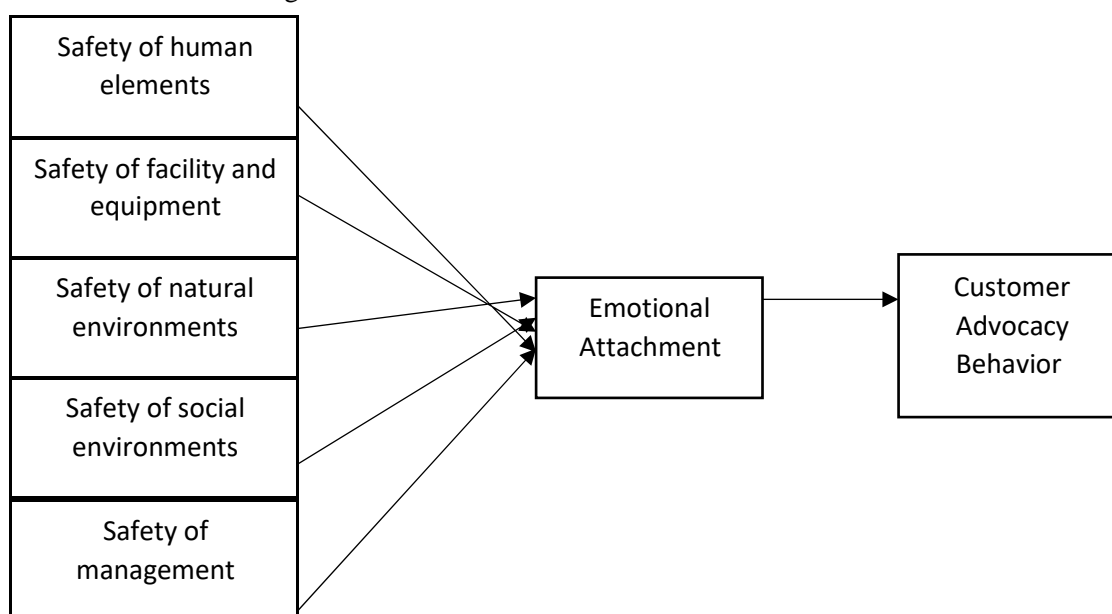 Safety of human
elements
Safety of facility and
equipment
Safety of natural
environments
Safety of social
environments
Safety of
management
Emotional
Attachment
Customer
Advocacy
Behavior